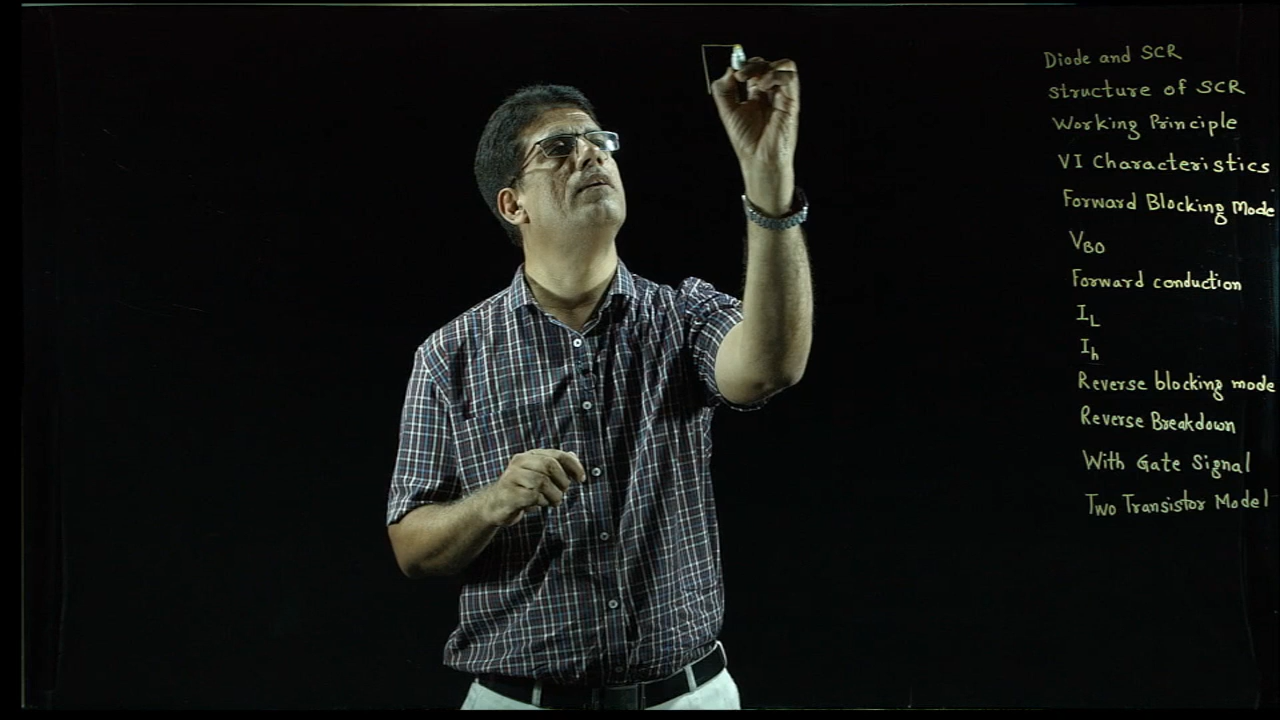 Diode and SCR
Structure of SCR
Working Principle
VI Characteristics
Forward Blocking Mode
VBO
Forward conduction
IL
Ih
Reverse blocking mode
Reverse Breakdown
With Gate Signal
Two Transistor Model